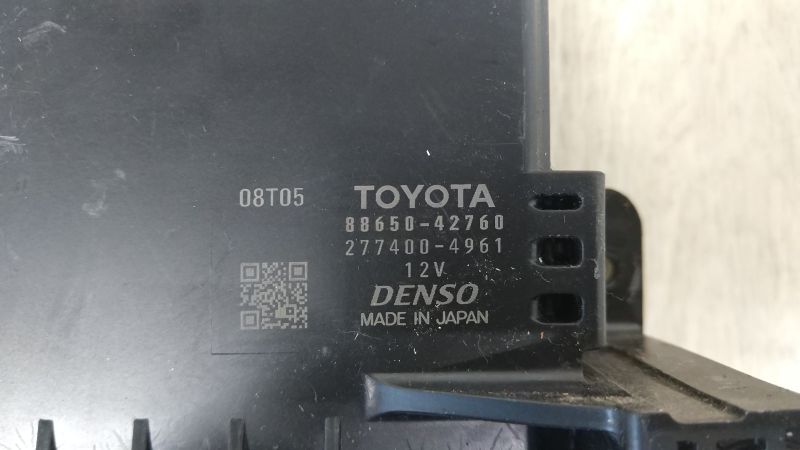 08T05
TOYOTA
88650-42760
277400-4961
12V
DENSO
MADE IN JAPAN